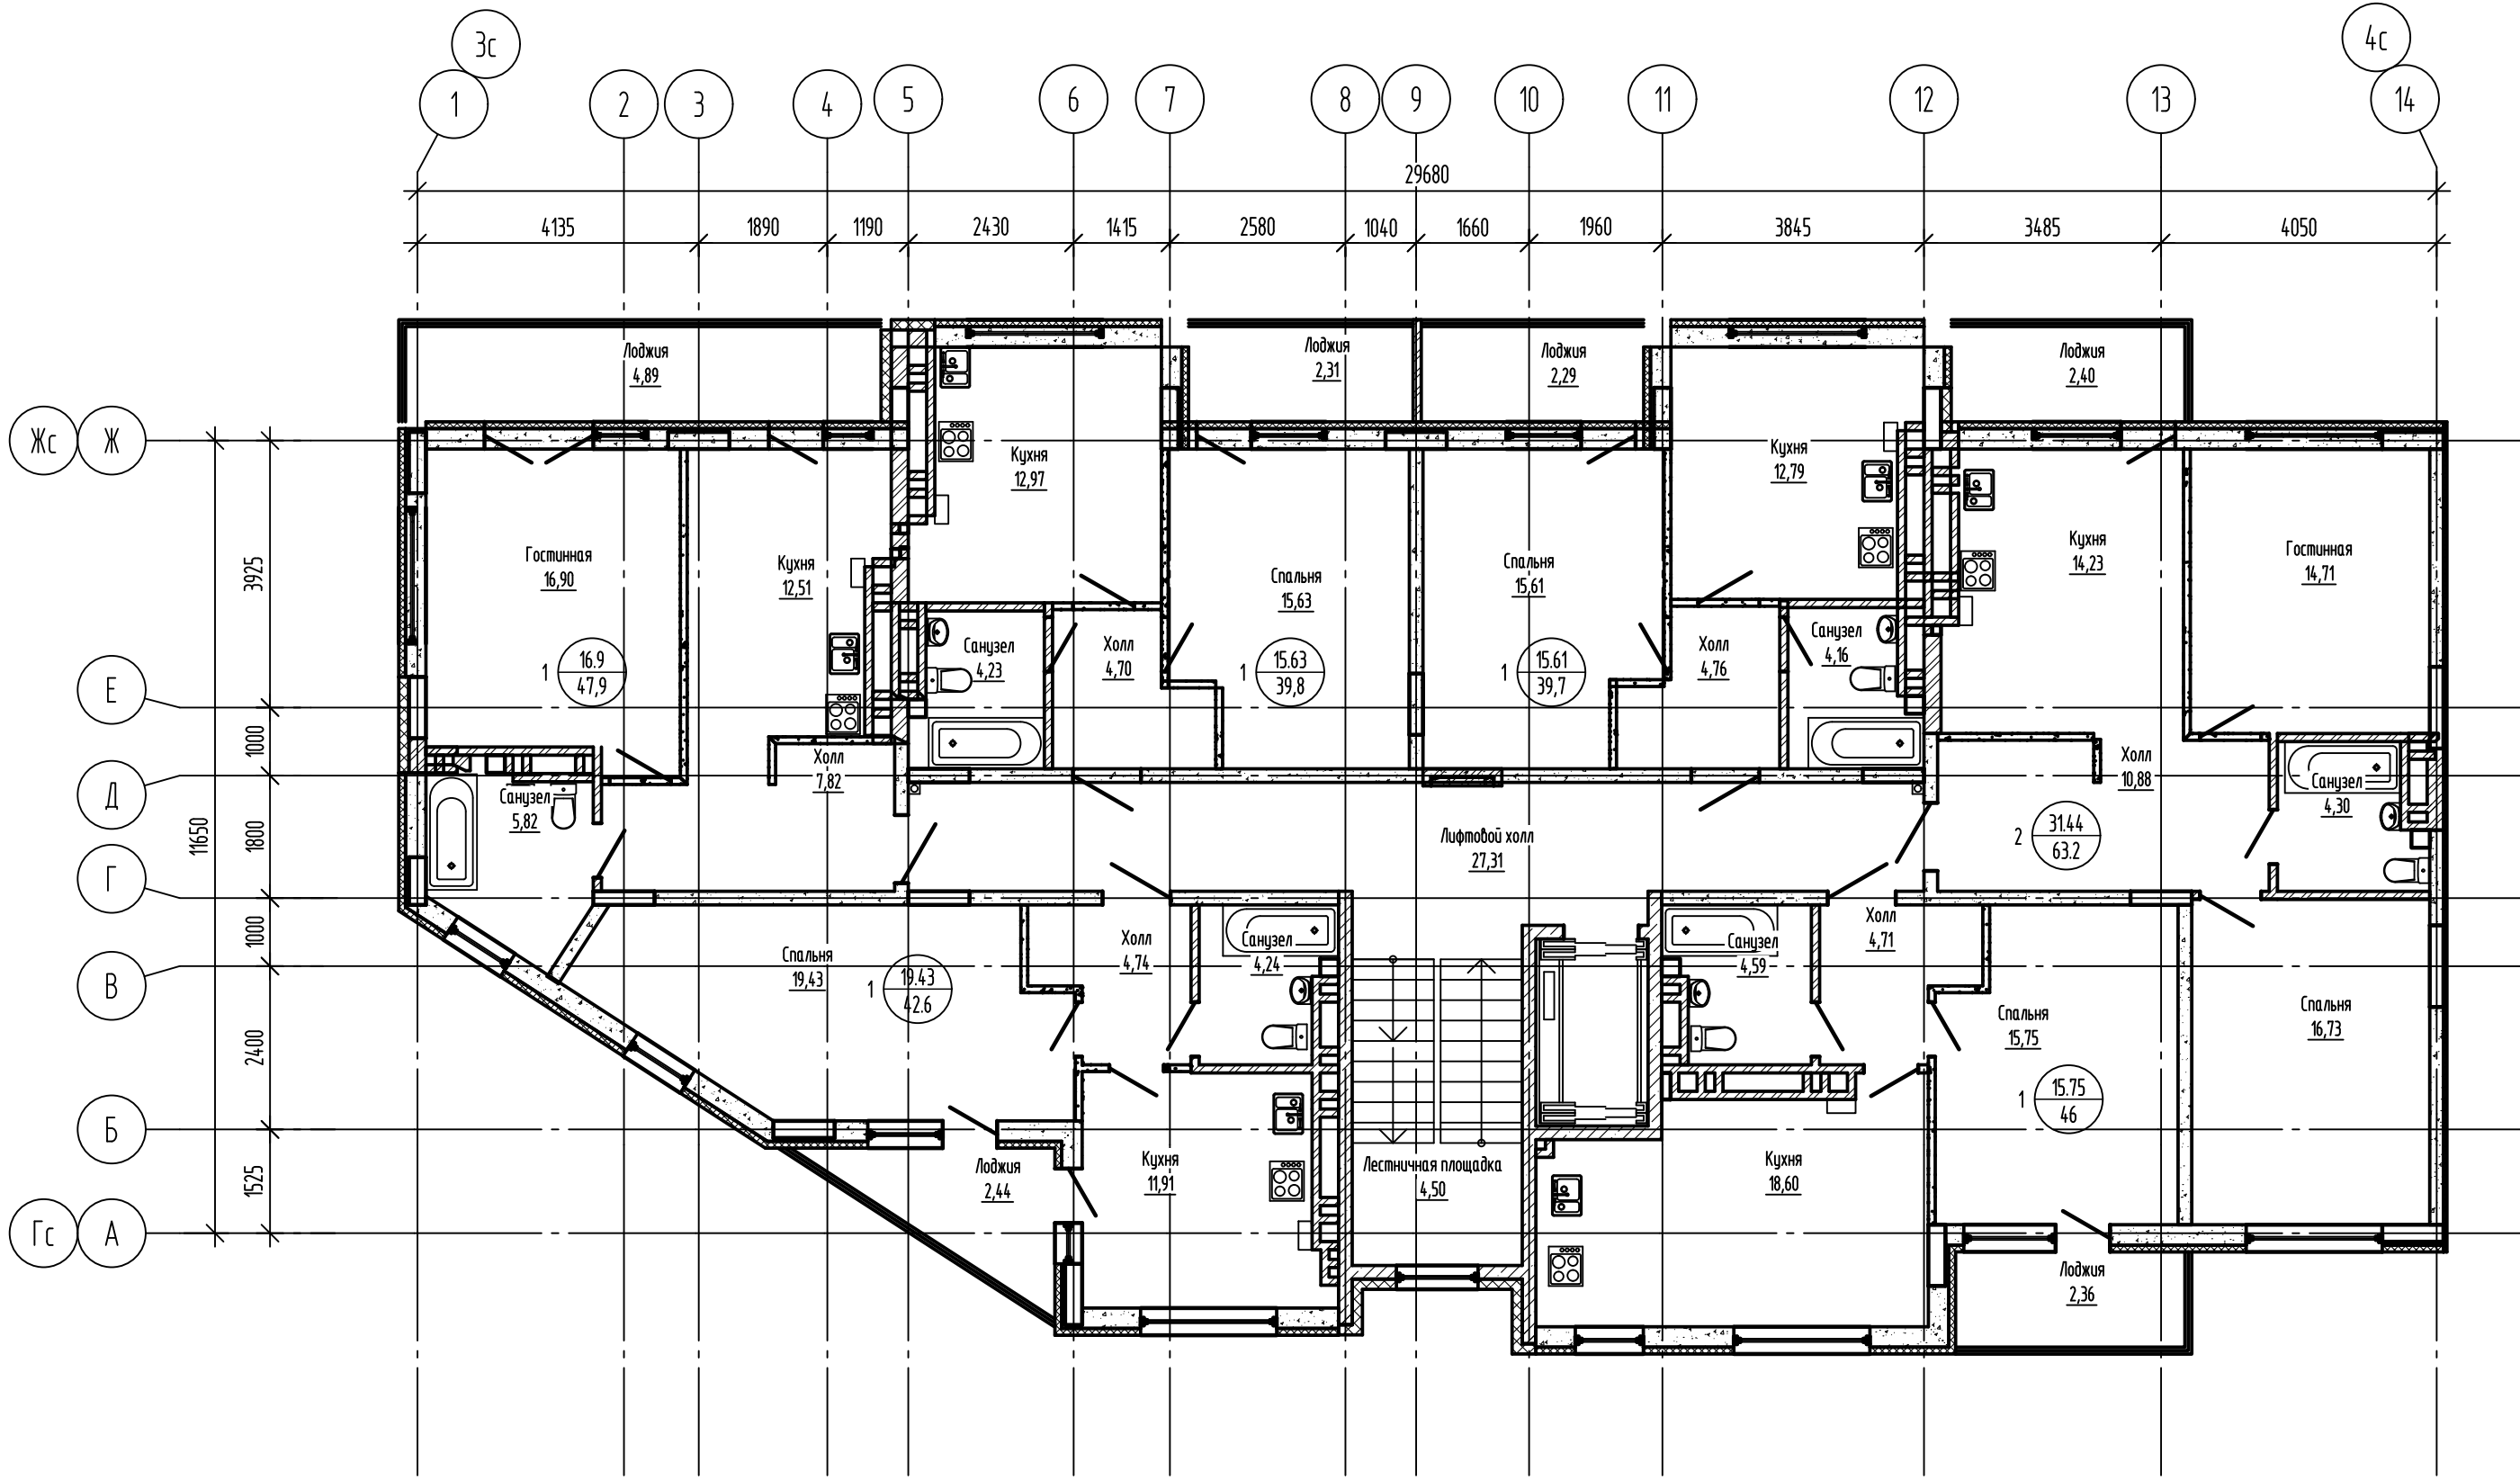 3с
4С
1
2
3
4
5
6
7
8
9
10
11
12
13
14
29680
4135
1890
1190
2430
1415
2580
1040
1660
1960
3845
3485
4050
Жс
Ж
Е
Д
Г
В
Б
Гс
А
11650
3925
1000
1800
1000
2400
1525
Лоджия
4,89
Лоджия
2,31
Лоджия
2,29
Лоджия
2,40
Гостинная
16,90
Кухня
12,51
Кухня
12,97
Спальня
15,63
Спальня
15,61
Кухня
12,79
Кухня
14,23
Гостинная
14,71
1
16.9
47,9
Санузел
4,23
Холл
4,70
1
15.63
39,8
1
15.61
39,7
Холл
4,76
Санузел
4,16
Санузел
5,82
Холл
7,82
Лифтовой холл
27,31
2
31.44
63.2
Холл
10,88
Санузел
4,30
Спальня
19,43
1
19.43
42.6
Холл
4,74
Санузел
4,24
Санузел
4,59
Холл
4,71
Спальня
15,75
Спальня
16,73
1
15.75
46
Лоджия
2,44
Кухня
11,91
Лестничная площадка
4,50
Кухня
18,60
Лоджия
2,36